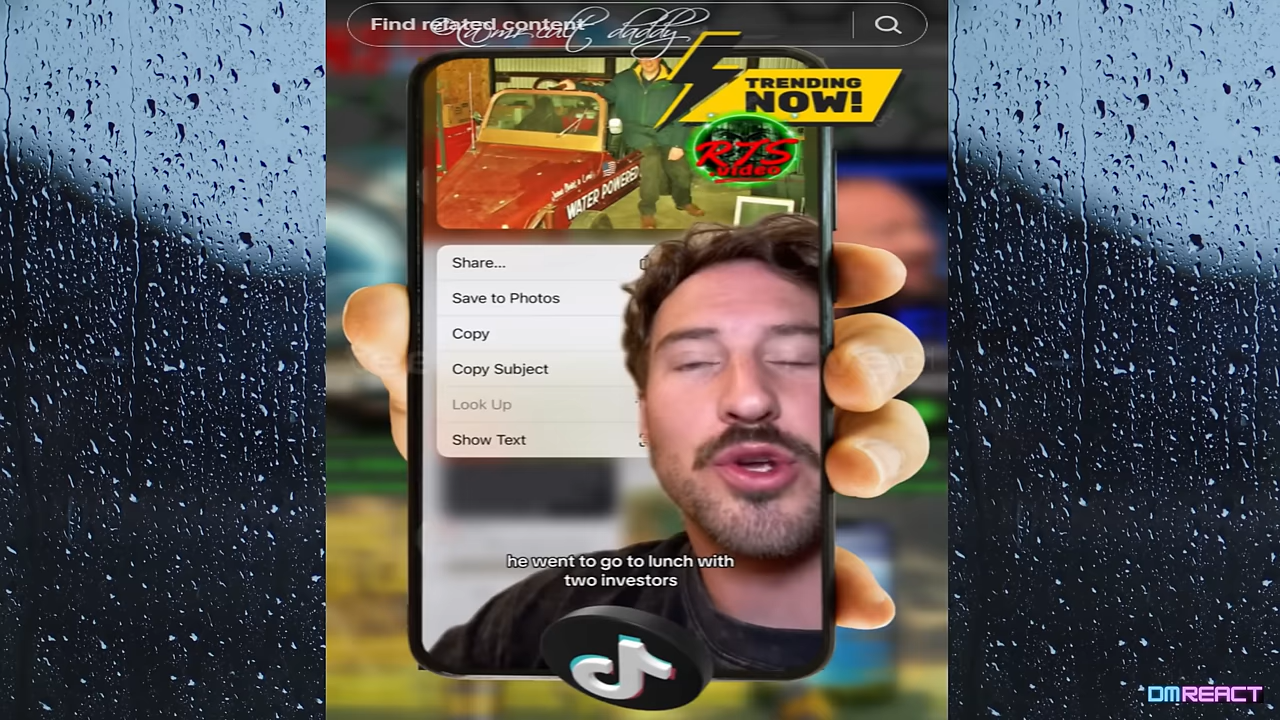 Find related content
daddy
TRENDING
NOW!
RTS
video
WATER POWERED
Share...
Save to Photos
Copy
Copy Subject
Look Up
Show Text
he went to go to lunch with
two investors
DMREACT